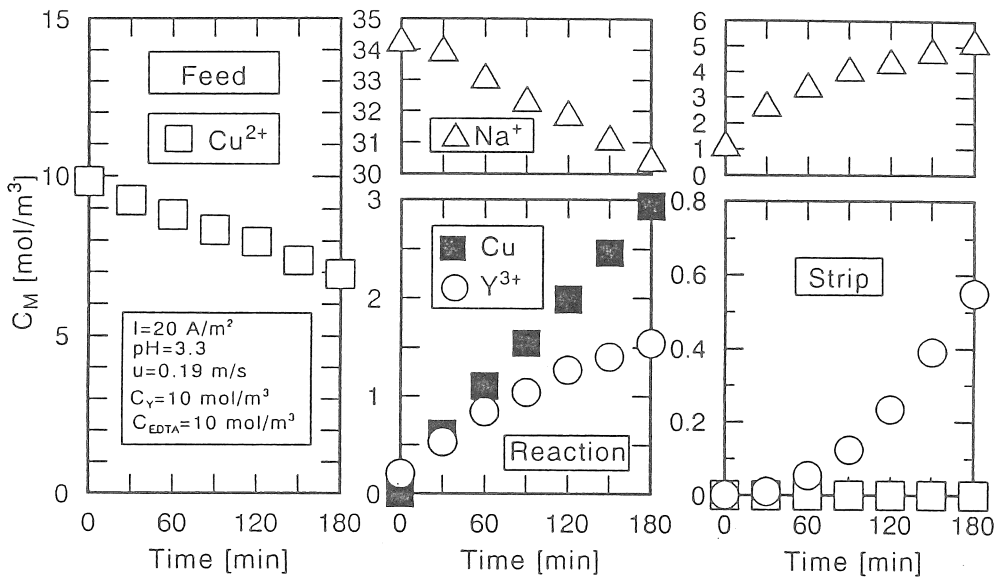 C_M [mol/m³]
15
10
5
0
Feed
Cu²⁺
I=20 A/m²
pH=3.3
u=0.19 m/s
C_Y=10 mol/m³
C_EDTA=10 mol/m³
0 60 120 180
Time [min]
35
34
33
32
31
30
Na⁺
3
2
1
0
Cu
Y³⁺
Reaction
0 60 120 180
Time [min]
6
5
4
3
2
1
0
0.8
0.6
0.4
0.2
0
Strip
0 60 120 180
Time [min]